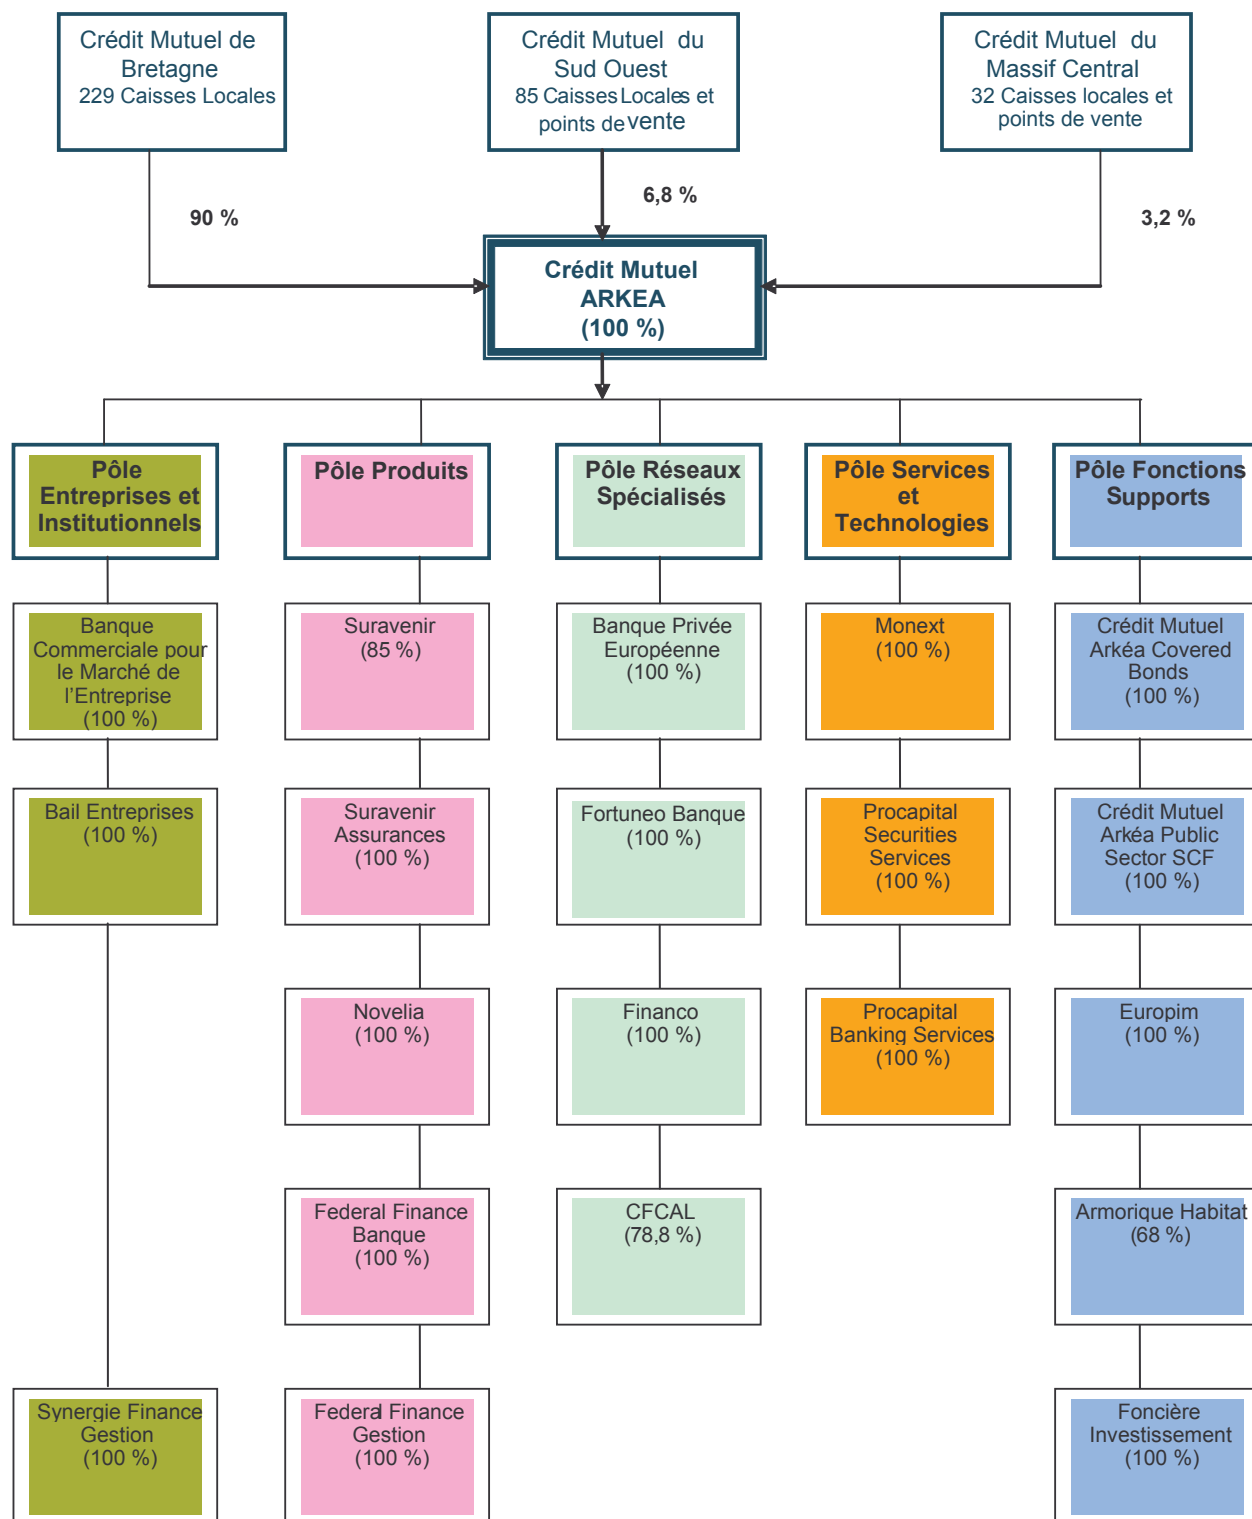 Crédit Mutuel de
Bretagne
229 Caisses Locales
Crédit Mutuel du
Sud Ouest
85 Caisses Locales et
points de vente
Crédit Mutuel du
Massif Central
32 Caisses locales et
points de vente
90 %
6,8 %
3,2 %
Crédit Mutuel
ARKEA
(100 %)
Pôle
Entreprises et
Institutionnels
Pôle Produits
Pôle Réseaux
Spécialisés
Pôle Services
et
Technologies
Pôle Fonctions
Supports
Banque
Commerciale pour
le Marché de
l'Entreprise
(100 %)
Suravenir
(85 %)
Banque Privée
Européenne
(100 %)
Monext
(100 %)
Crédit Mutuel
Arkéa Covered
Bonds
(100 %)
Bail Entreprises
(100 %)
Suravenir
Assurances
(100 %)
Fortuneo Banque
(100 %)
Procapital
Securities
Services
(100 %)
Crédit Mutuel
Arkéa Public
Sector SCF
(100 %)
Novelia
(100 %)
Financo
(100 %)
Procapital
Banking Services
(100 %)
Europim
(100 %)
Federal Finance
Banque
(100 %)
CFCAL
(78,8 %)
Armorique Habitat
(68 %)
Synergie Finance
Gestion
(100 %)
Federal Finance
Gestion
(100 %)
Foncière
Investissement
(100 %)